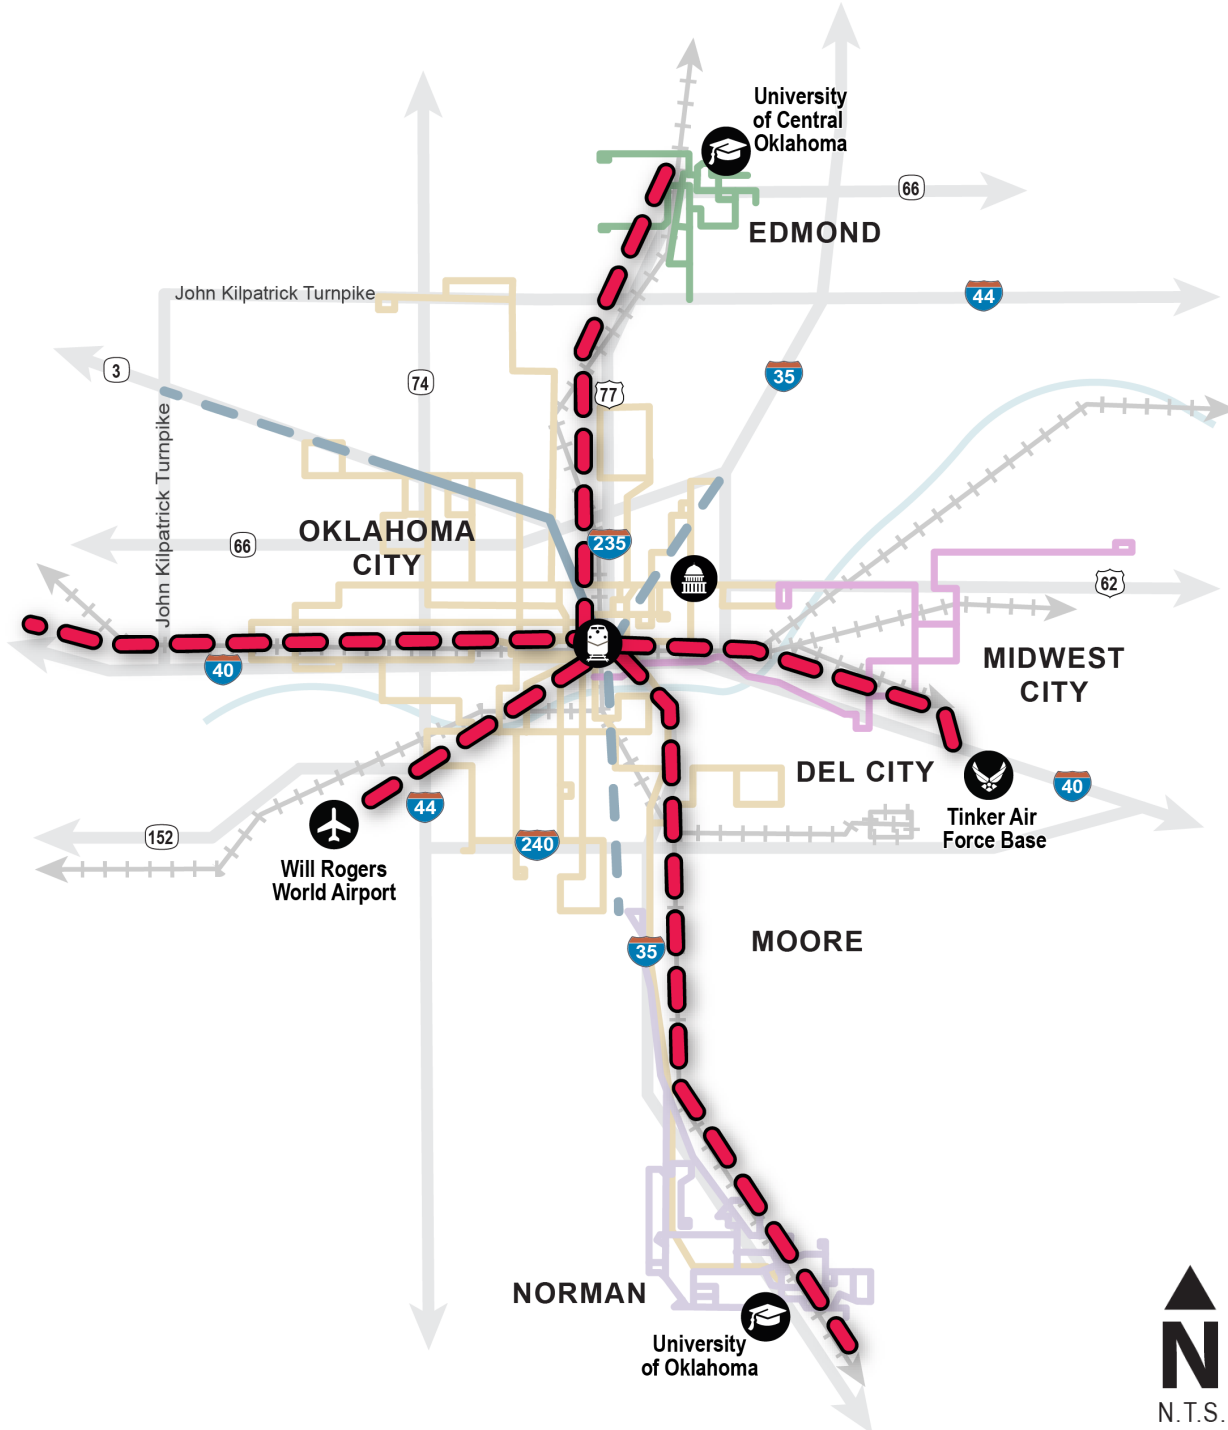 University
of Central
Oklahoma
66
EDMOND
John Kilpatrick Turnpike
44
3
74
77
35
John Kilpatrick Turnpike
OKLAHOMA
CITY
66
235
62
40
MIDWEST
CITY
DEL CITY
40
44
Tinker Air
Force Base
152
240
Will Rogers
World Airport
MOORE
35
NORMAN
University
of Oklahoma
N
N.T.S.